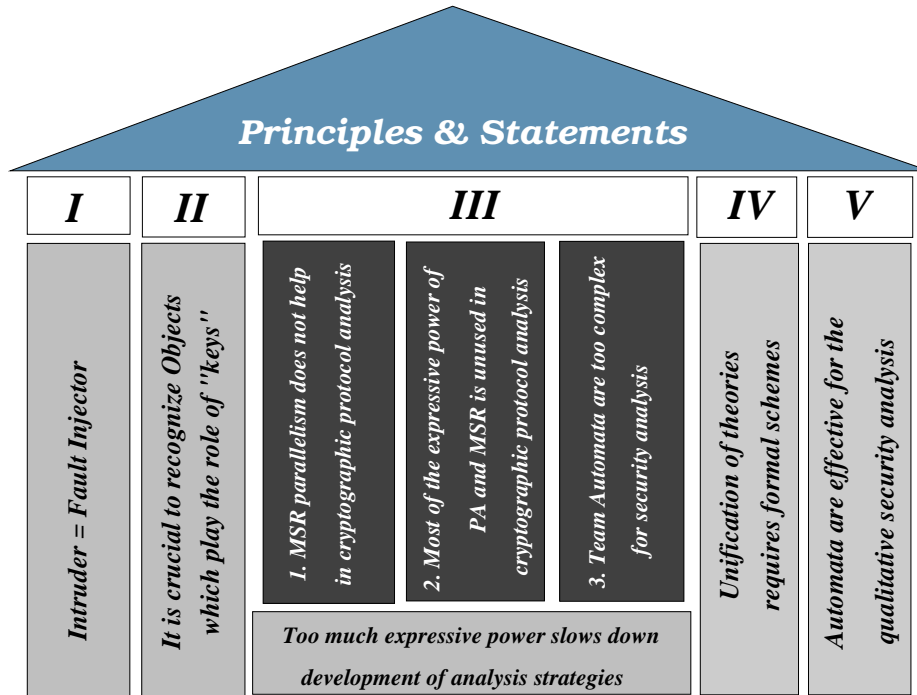 Principles & Statements
I
II
III
IV
V
Intruder = Fault Injector
It is crucial to recognize Objects
which play the role of "keys"
1. MSR parallelism does not help
in cryptographic protocol analysis
2. Most of the expressive power of
PA and MSR is unused in
cryptographic protocol analysis
3. Team Automata are too complex
for security analysis
Too much expressive power slows down
development of analysis strategies
Unification of theories
requires formal schemes
Automata are effective for the
qualitative security analysis